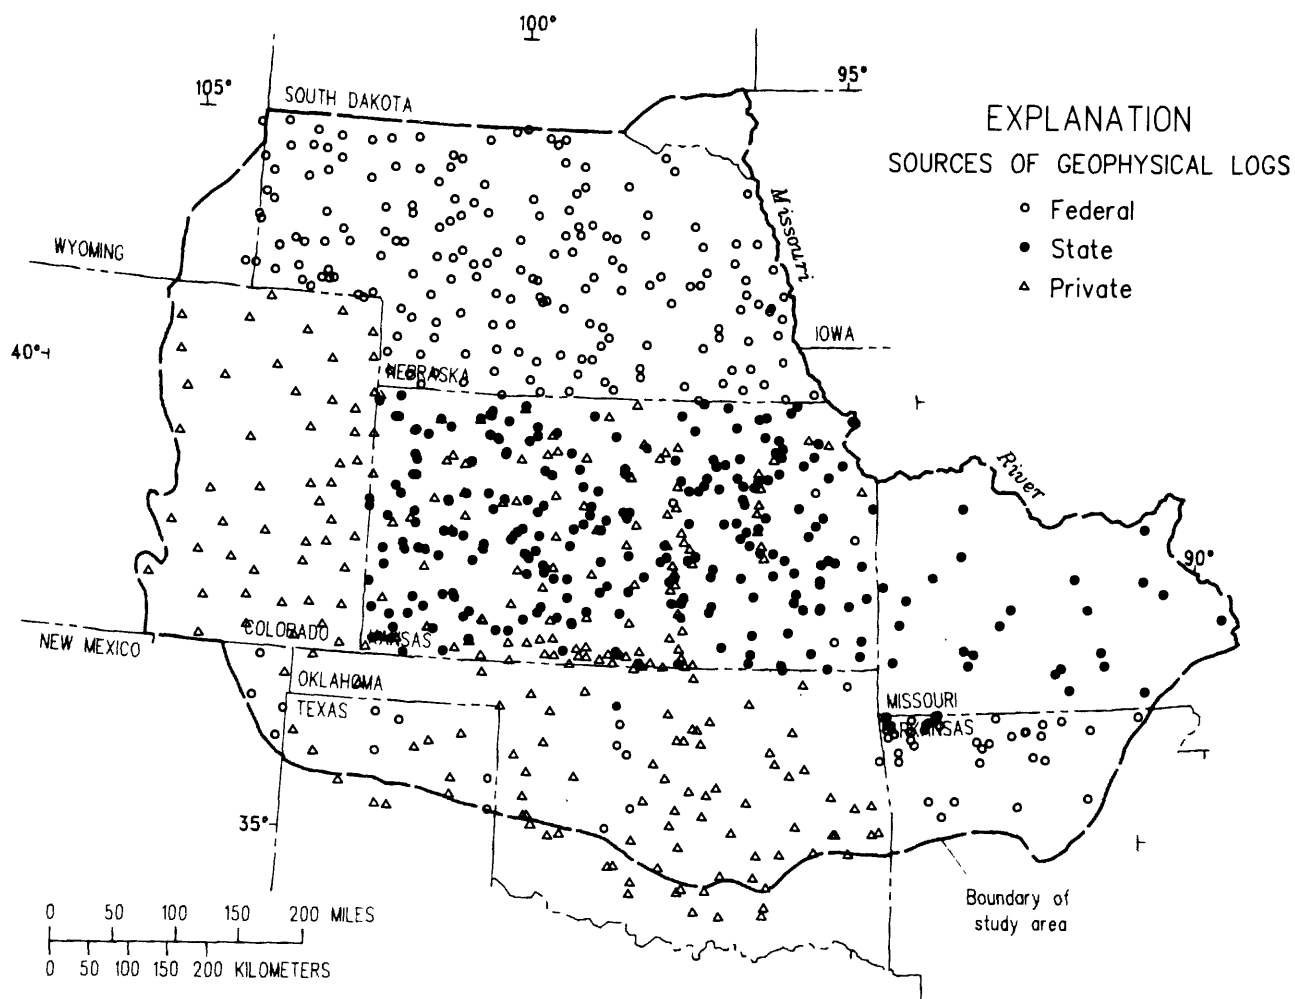 100°
95°
105°
SOUTH DAKOTA
EXPLANATION
SOURCES OF GEOPHYSICAL LOGS
Federal
State
Private
Missouri
WYOMING
IOWA
40°
NEBRASKA
River
90°
COLORADO
KANSAS
NEW MEXICO
OKLAHOMA
TEXAS
MISSOURI
ARKANSAS
35°
Boundary of
study area
0 50 100 150 200 MILES
0 50 100 150 200 KILOMETERS